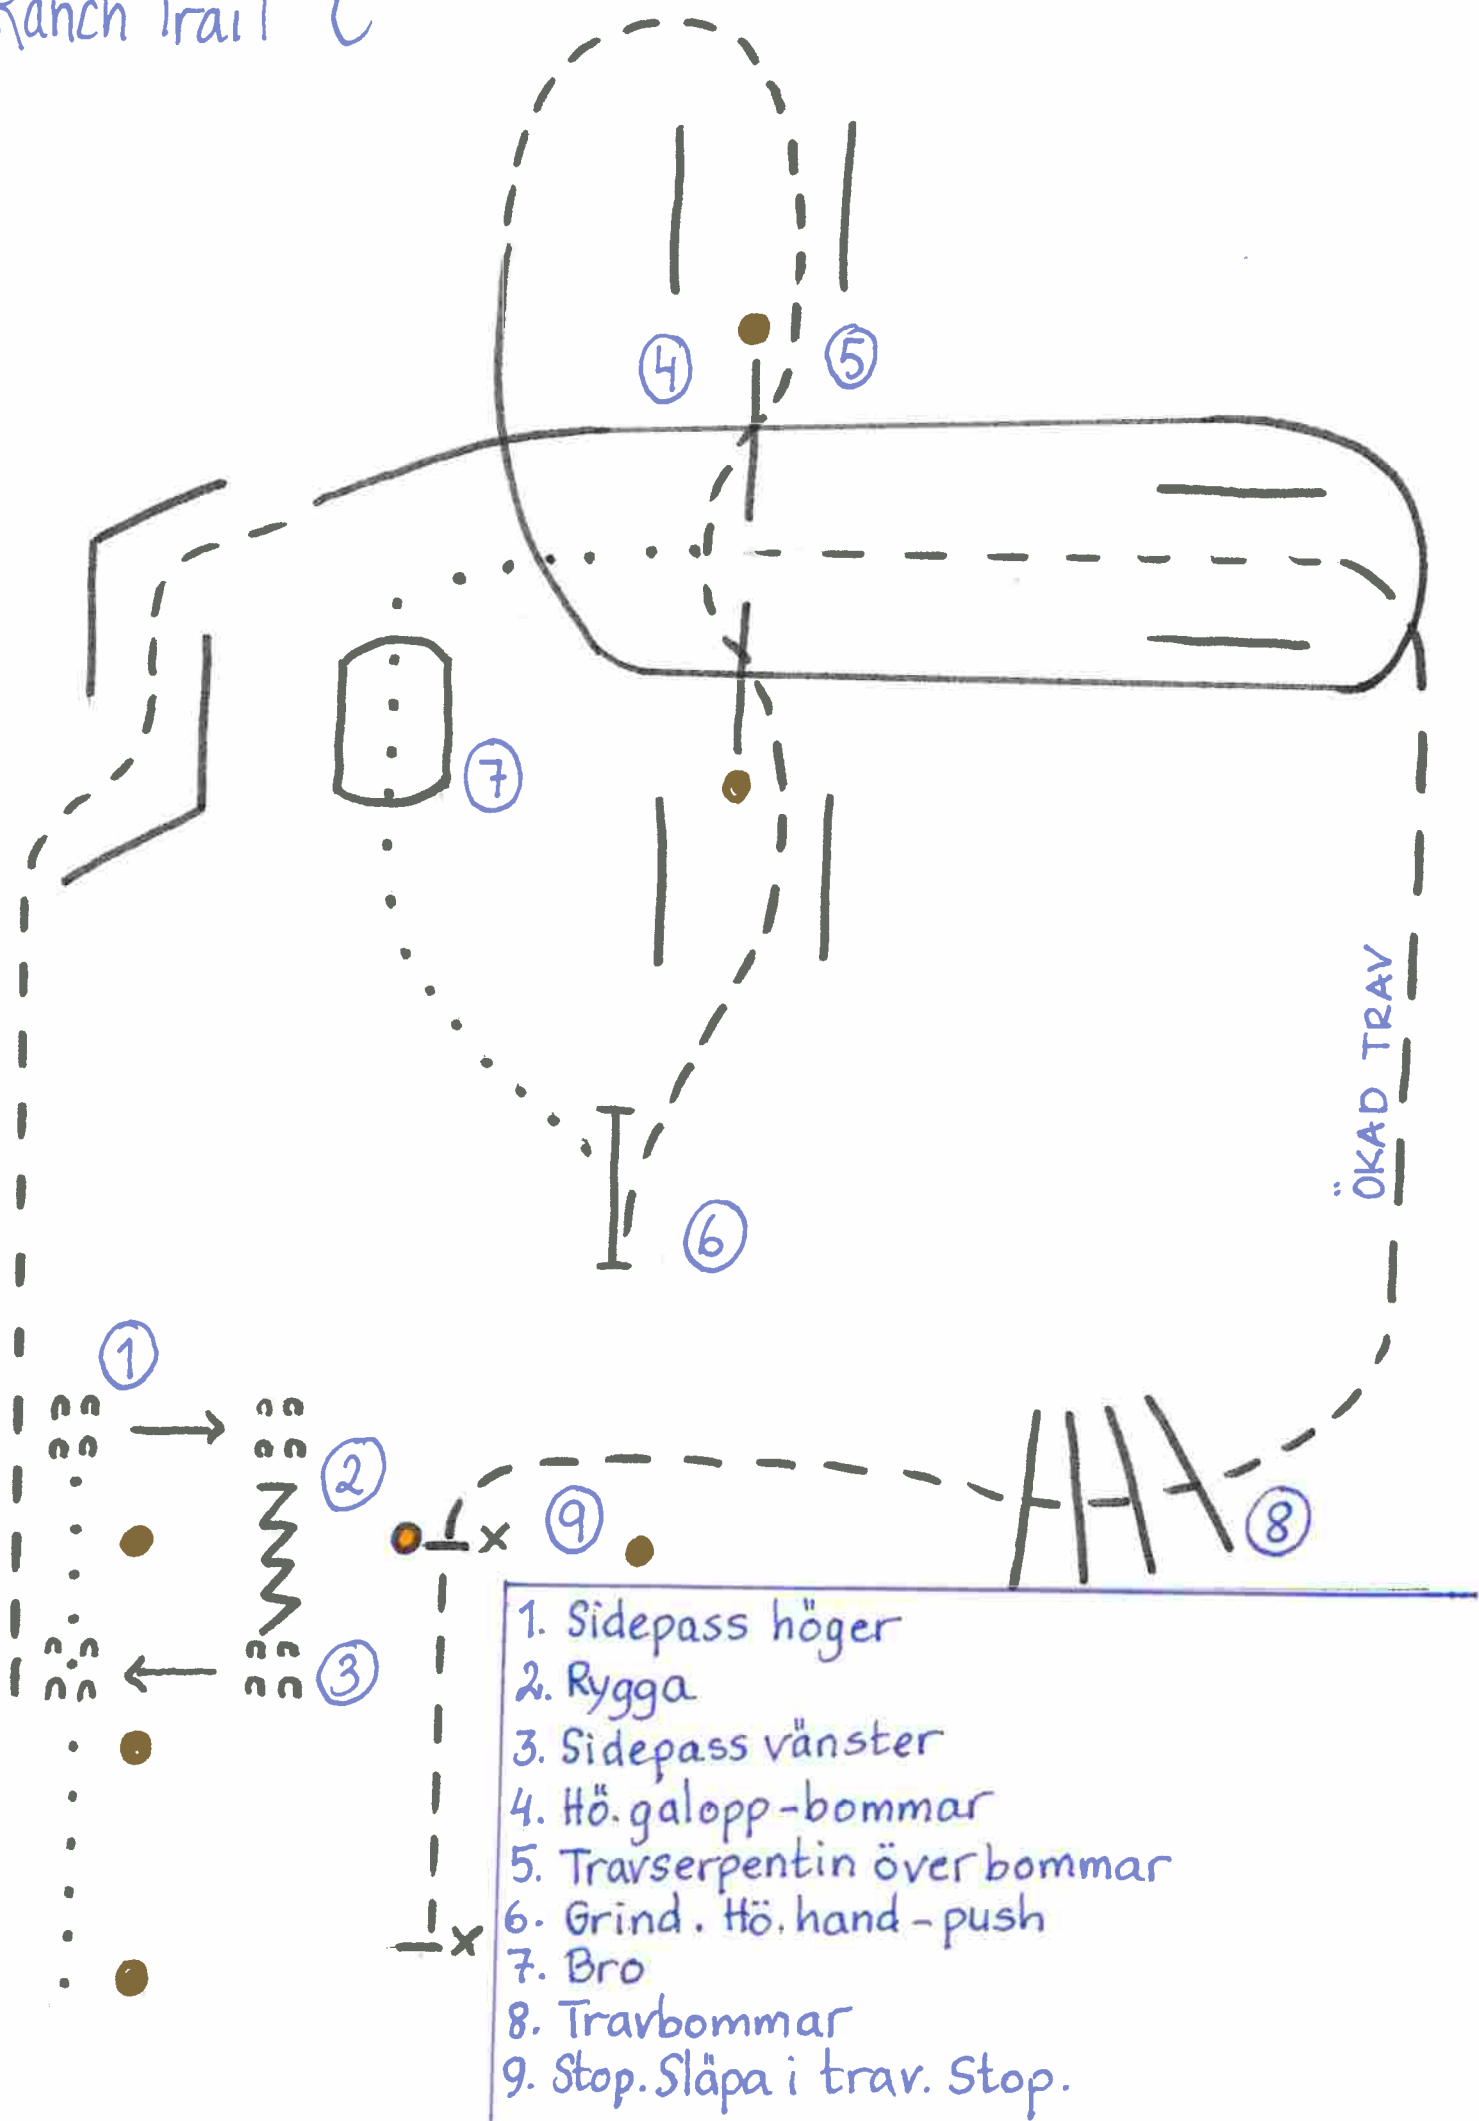 Ranch Trail C
4
5
7
ÖKAD TRAV
6
1
2
9
8
3
1. Sidepass höger
2. Rygga
3. Sidepass vänster
4. Hö. galopp-bommar
5. Travserpentin över bommar
6. Grind. Hö. hand-push
7. Bro
8. Travbommar
9. Stop. Släpa i trav. Stop.